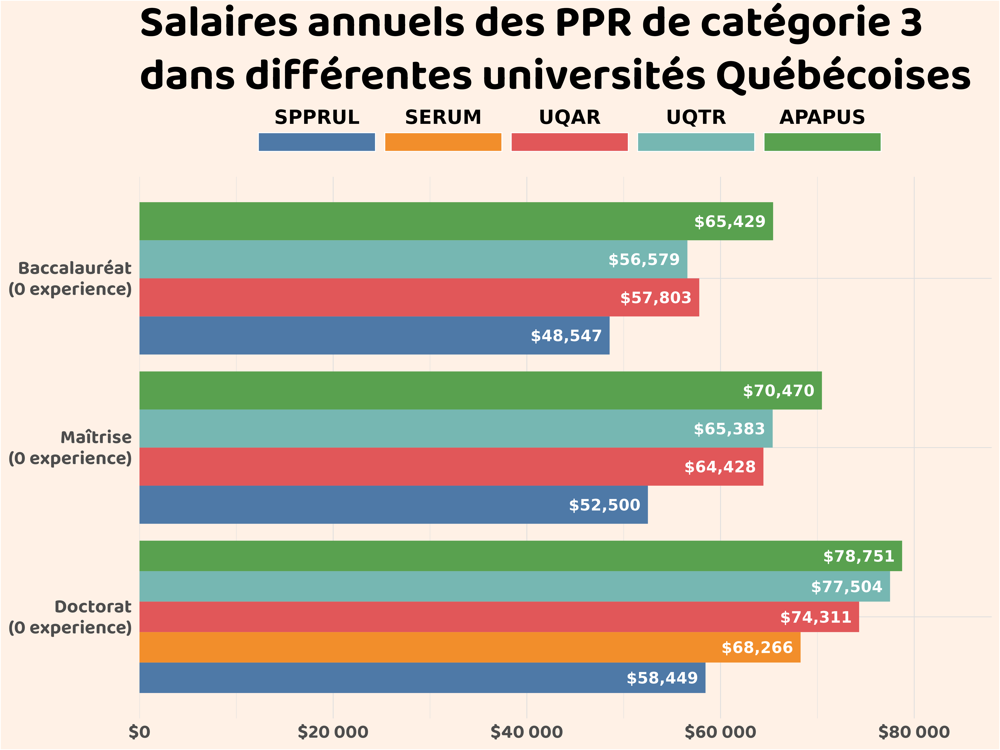 Salaires annuels des PPR de catégorie 3
dans différentes universités Québécoises
SPPRUL SERUM UQAR UQTR APAPUS
Baccalauréat
(0 experience)
$65,429
$56,579
$57,803
$48,547
Maîtrise
(0 experience)
$70,470
$65,383
$64,428
$52,500
Doctorat
(0 experience)
$78,751
$77,504
$74,311
$68,266
$58,449
$0 $20 000 $40 000 $60 000 $80 000